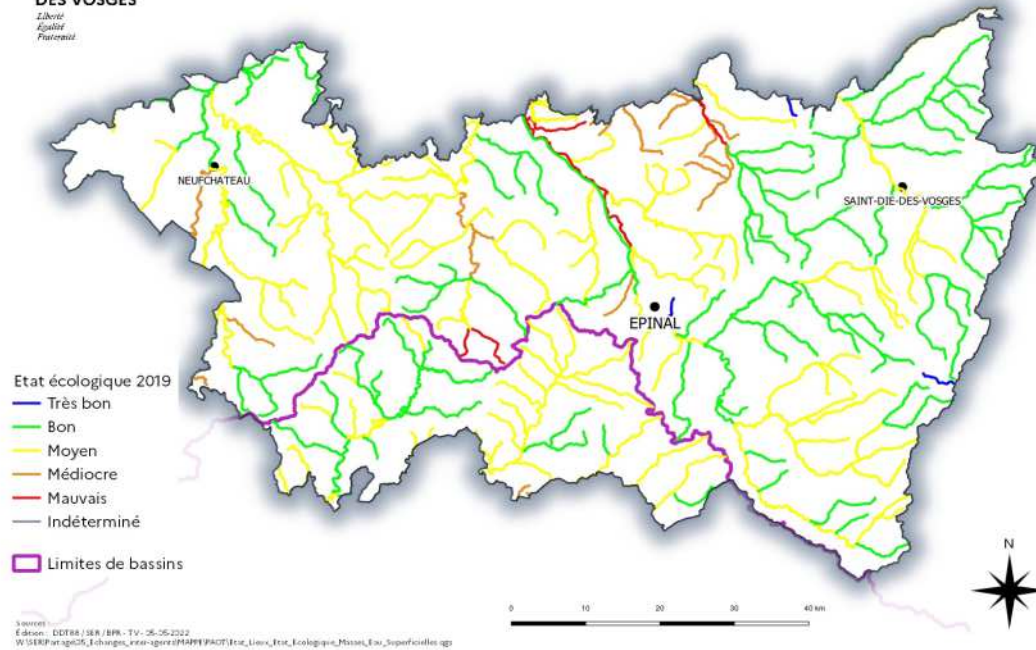 DES VOSGES
Liberté
Égalité
Fraternité
NEUFCHATEAU
SAINT-DIE-DES-VOSGES
EPINAL
Etat écologique 2019
Très bon
Bon
Moyen
Médiocre
Mauvais
Indéterminé
Limites de bassins
N
0 10 20 30 40 km
Sources :
Édition : DDT88 / SER / BPR - TV - 05-05-2022